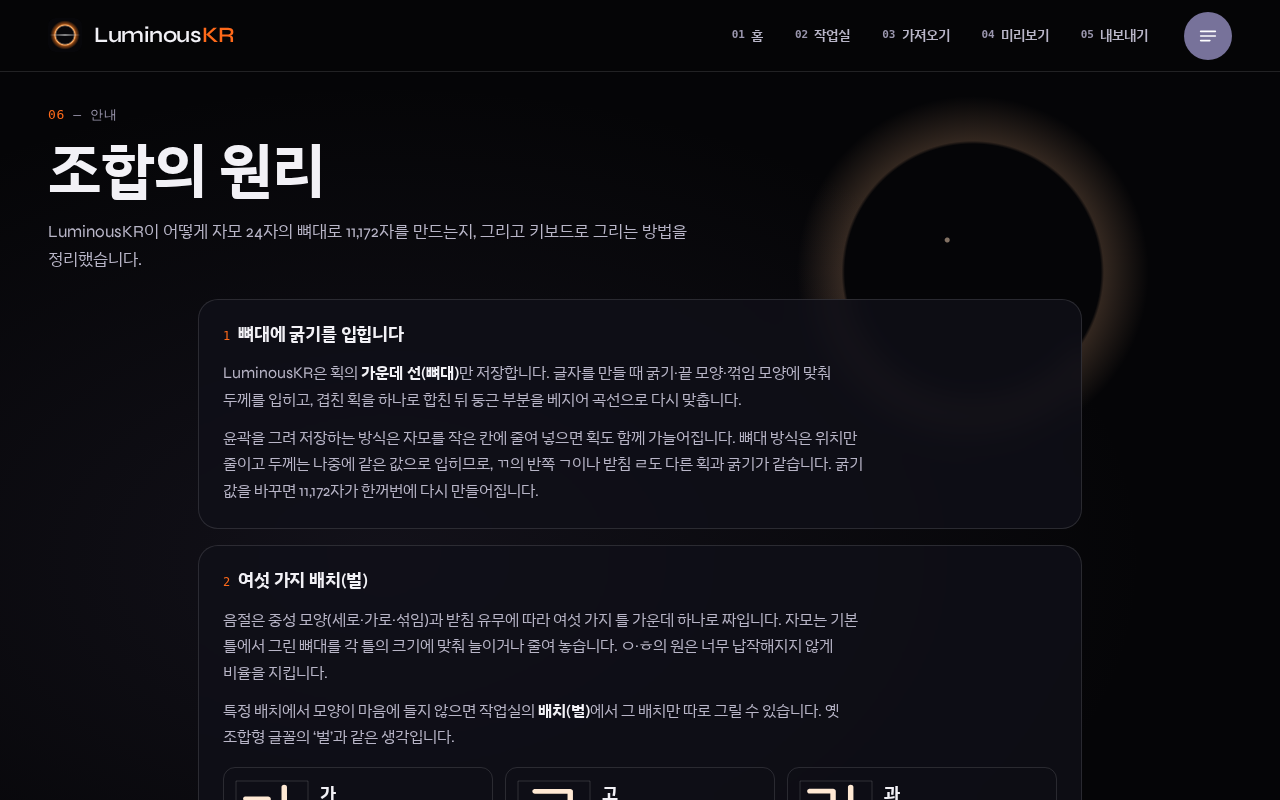 LuminousKR
01 홈
02 작업실
03 가져오기
04 미리보기
05 내보내기
06 — 안내
조합의 원리
LuminousKR이 어떻게 자모 24자의 뼈대로 11,172자를 만드는지, 그리고 키보드로 그리는 방법을
정리했습니다.
1 뼈대에 굵기를 입힙니다
LuminousKR은 획의 가운데 선(뼈대)만 저장합니다. 글자를 만들 때 굵기·끝 모양·꺾임 모양에 맞춰
두께를 입히고, 겹친 획을 하나로 합친 뒤 둥근 부분을 베지어 곡선으로 다시 맞춥니다.
윤곽을 그려 저장하는 방식은 자모를 작은 칸에 줄여 넣으면 획도 함께 가늘어집니다. 뼈대 방식은 위치만
줄이고 두께는 나중에 같은 값으로 입히므로, ㄲ의 반쪽 ㄱ이나 받침 ㄹ도 다른 획과 굵기가 같습니다. 굵기
값을 바꾸면 11,172자가 한꺼번에 다시 만들어집니다.
2 여섯 가지 배치(벌)
음절은 중성 모양(세로·가로·섞임)과 받침 유무에 따라 여섯 가지 틀 가운데 하나로 짜입니다. 자모는 기본
틀에서 그린 뼈대를 각 틀의 크기에 맞춰 늘이거나 줄여 놓습니다. ㅇ·ㅎ의 원은 너무 납작해지지 않게
비율을 지킵니다.
특정 배치에서 모양이 마음에 들지 않으면 작업실의 배치(벌)에서 그 배치만 따로 그릴 수 있습니다. 옛
조합형 글꼴의 ‘벌’과 같은 생각입니다.
가
고
과